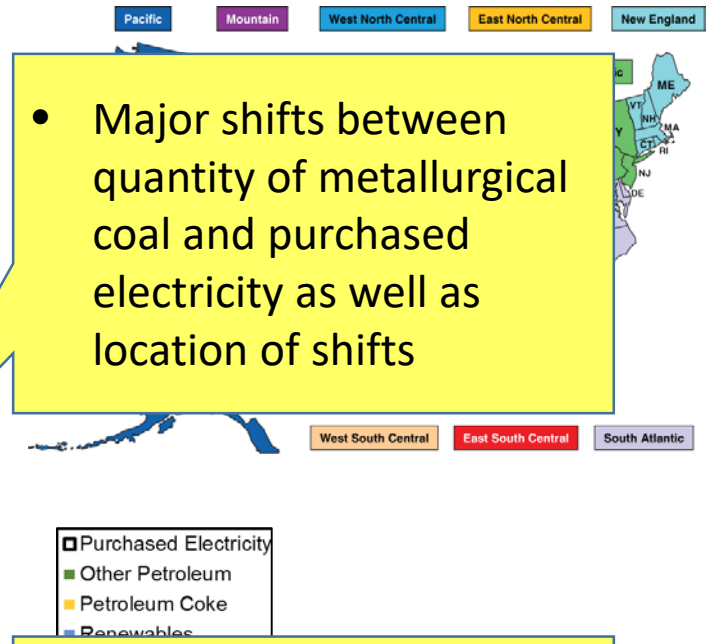 Pacific Mountain West North Central East North Central New England
ic
ME
VT
NH
MA
Y
CT
RI
NJ
DE
• Major shifts between
quantity of metallurgical
coal and purchased
electricity as well as
location of shifts
West South Central East South Central South Atlantic
Purchased Electricity
Other Petroleum
Petroleum Coke
Renewables